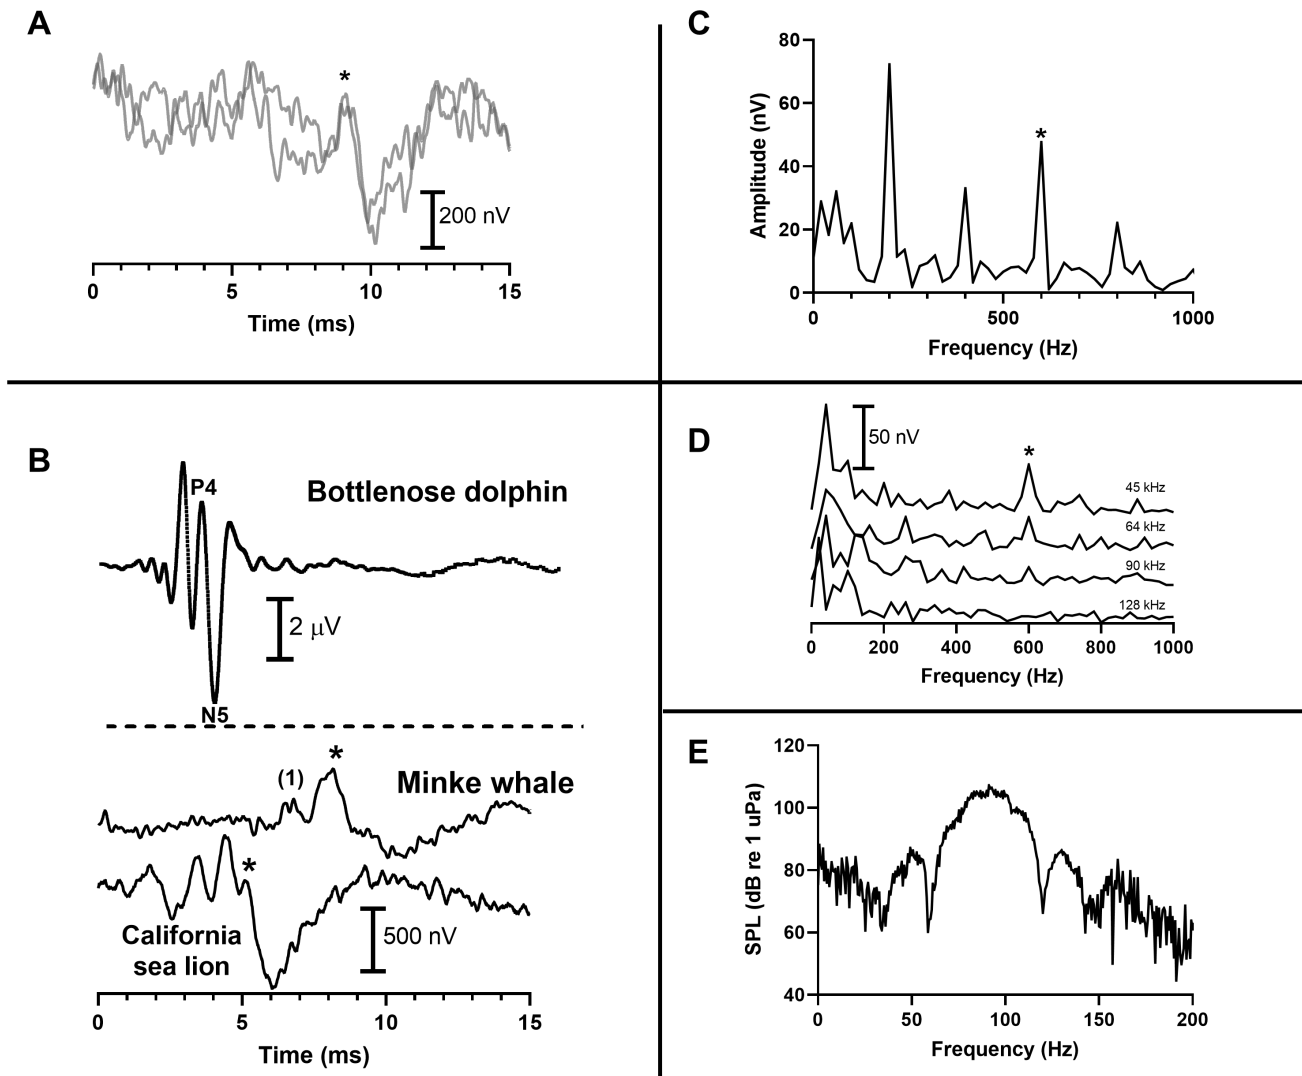 A
*
200 nV
0 5 10 15
Time (ms)
B
P4
Bottlenose dolphin
2 μV
N5
(1)
*
Minke whale
*
California
sea lion
500 nV
0 5 10 15
Time (ms)
C
80
60
40
20
0
Amplitude (nV)
*
0 500 1000
Frequency (Hz)
D
50 nV
*
45 kHz
64 kHz
90 kHz
128 kHz
0 200 400 600 800 1000
Frequency (Hz)
E
120
100
80
60
40
SPL (dB re 1 uPa)
0 50 100 150 200
Frequency (Hz)